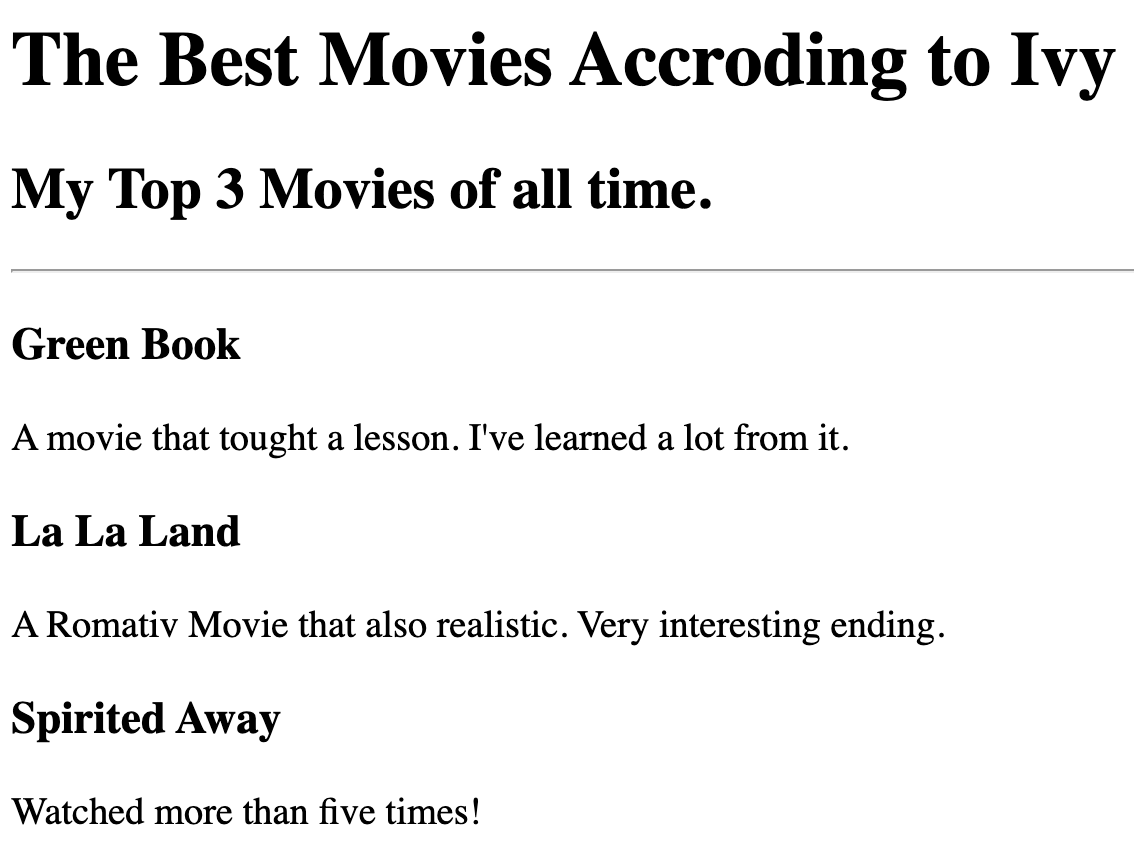 The Best Movies Accroding to Ivy
My Top 3 Movies of all time.
Green Book
A movie that tought a lesson. I've learned a lot from it.
La La Land
A Romativ Movie that also realistic. Very interesting ending.
Spirited Away
Watched more than five times!